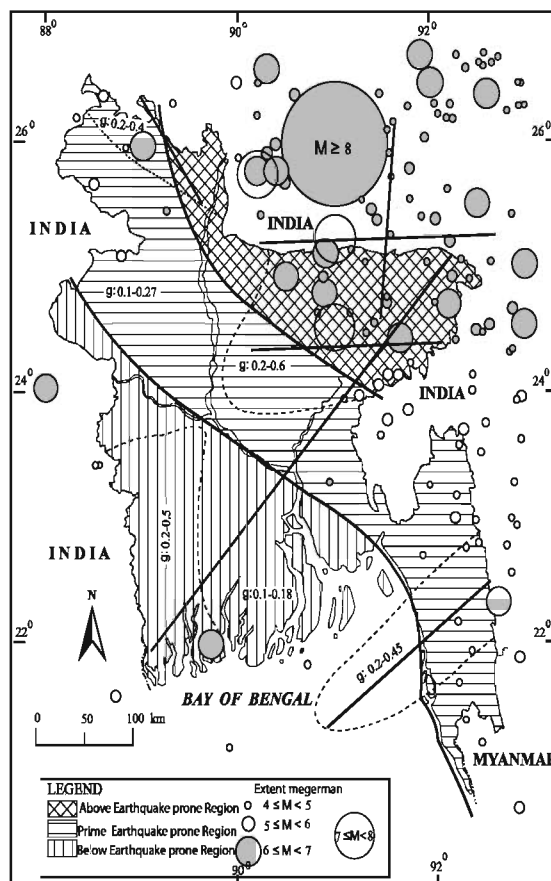 88⁰ 90⁰ 92⁰
26⁰ 26⁰
g: 0.2-0.4
M ≥ 8
INDIA
INDIA
g: 0.1-0.27
g: 0.2-0.6
24⁰ 24⁰
INDIA
g: 0.2-0.5
INDIA
g:0.1-0.18
N
22⁰ 22⁰
g: 0.2-0.45
BAY OF BENGAL
0 50 100 km
MYANMAR
LEGEND Extent megerman
Above Earthquake prone Region 4 ≤ M < 5
Prime Earthquake prone Region 5 ≤ M < 6
Below Earthquake prone Region 6 ≤ M < 7
7 ≤ M < 8
90⁰ 92⁰